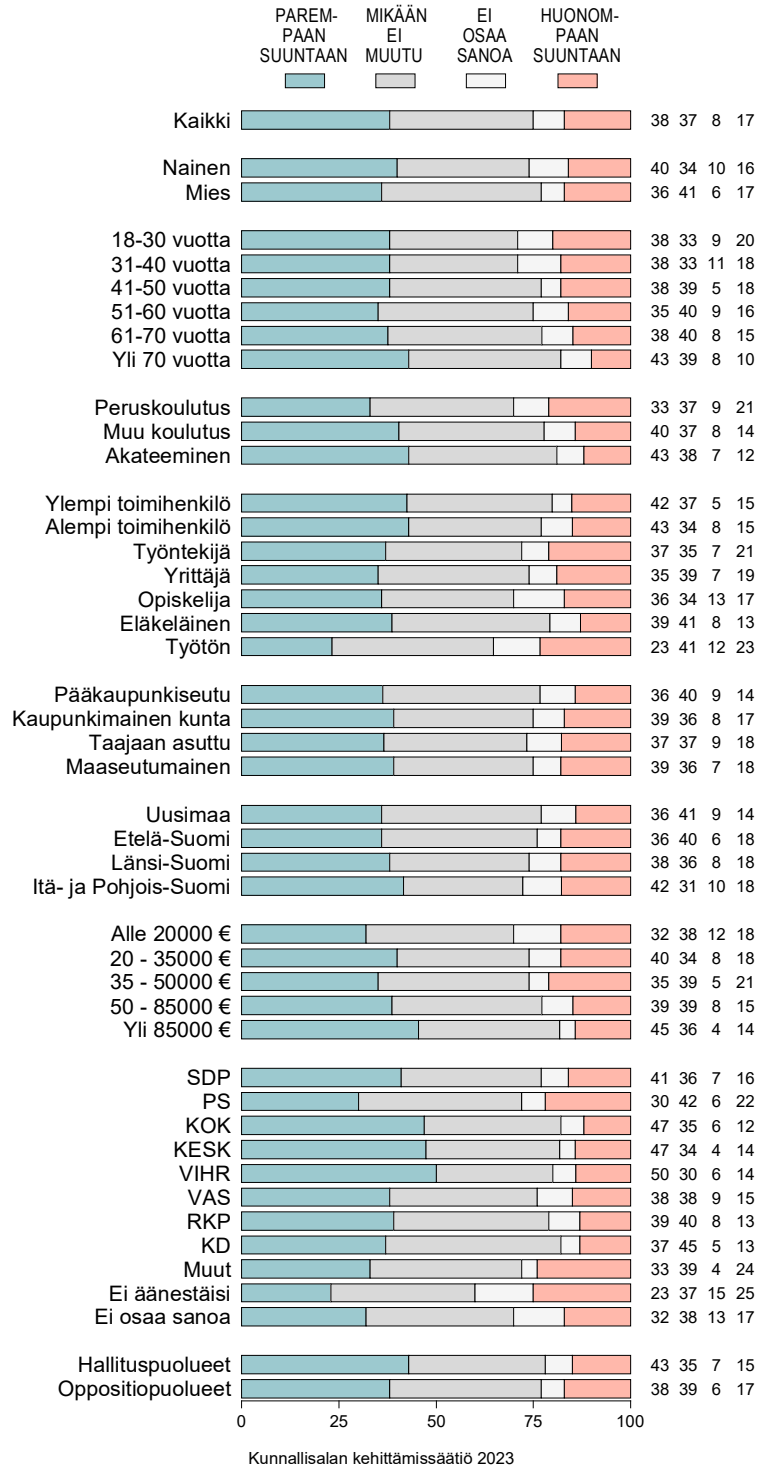 PAREM- MIKÄÄN EI HUONOM-
PAAN EI OSAA PAAN
SUUNTAAN MUUTU SANOA SUUNTAAN
Kaikki 38 37 8 17
Nainen 40 34 10 16
Mies 36 41 6 17
18-30 vuotta 38 33 9 20
31-40 vuotta 38 33 11 18
41-50 vuotta 38 39 5 18
51-60 vuotta 35 40 9 16
61-70 vuotta 38 40 8 15
Yli 70 vuotta 43 39 8 10
Peruskoulutus 33 37 9 21
Muu koulutus 40 37 8 14
Akateeminen 43 38 7 12
Ylempi toimihenkilö 42 37 5 15
Alempi toimihenkilö 43 34 8 15
Työntekijä 37 35 7 21
Yrittäjä 35 39 7 19
Opiskelija 36 34 13 17
Eläkeläinen 39 41 8 13
Työtön 23 41 12 23
Pääkaupunkiseutu 36 40 9 14
Kaupunkimainen kunta 39 36 8 17
Taajaan asuttu 37 37 9 18
Maaseutumainen 39 36 7 18
Uusimaa 36 41 9 14
Etelä-Suomi 36 40 6 18
Länsi-Suomi 38 36 8 18
Itä- ja Pohjois-Suomi 42 31 10 18
Alle 20000 € 32 38 12 18
20 - 35000 € 40 34 8 18
35 - 50000 € 35 39 5 21
50 - 85000 € 39 39 8 15
Yli 85000 € 45 36 4 14
SDP 41 36 7 16
PS 30 42 6 22
KOK 47 35 6 12
KESK 47 34 4 14
VIHR 50 30 6 14
VAS 38 38 9 15
RKP 39 40 8 13
KD 37 45 5 13
Muut 33 39 4 24
Ei äänestäisi 23 37 15 25
Ei osaa sanoa 32 38 13 17
Hallituspuolueet 43 35 7 15
Oppositiopuolueet 38 39 6 17
0 25 50 75 100
Kunnallisalan kehittämissäätiö 2023